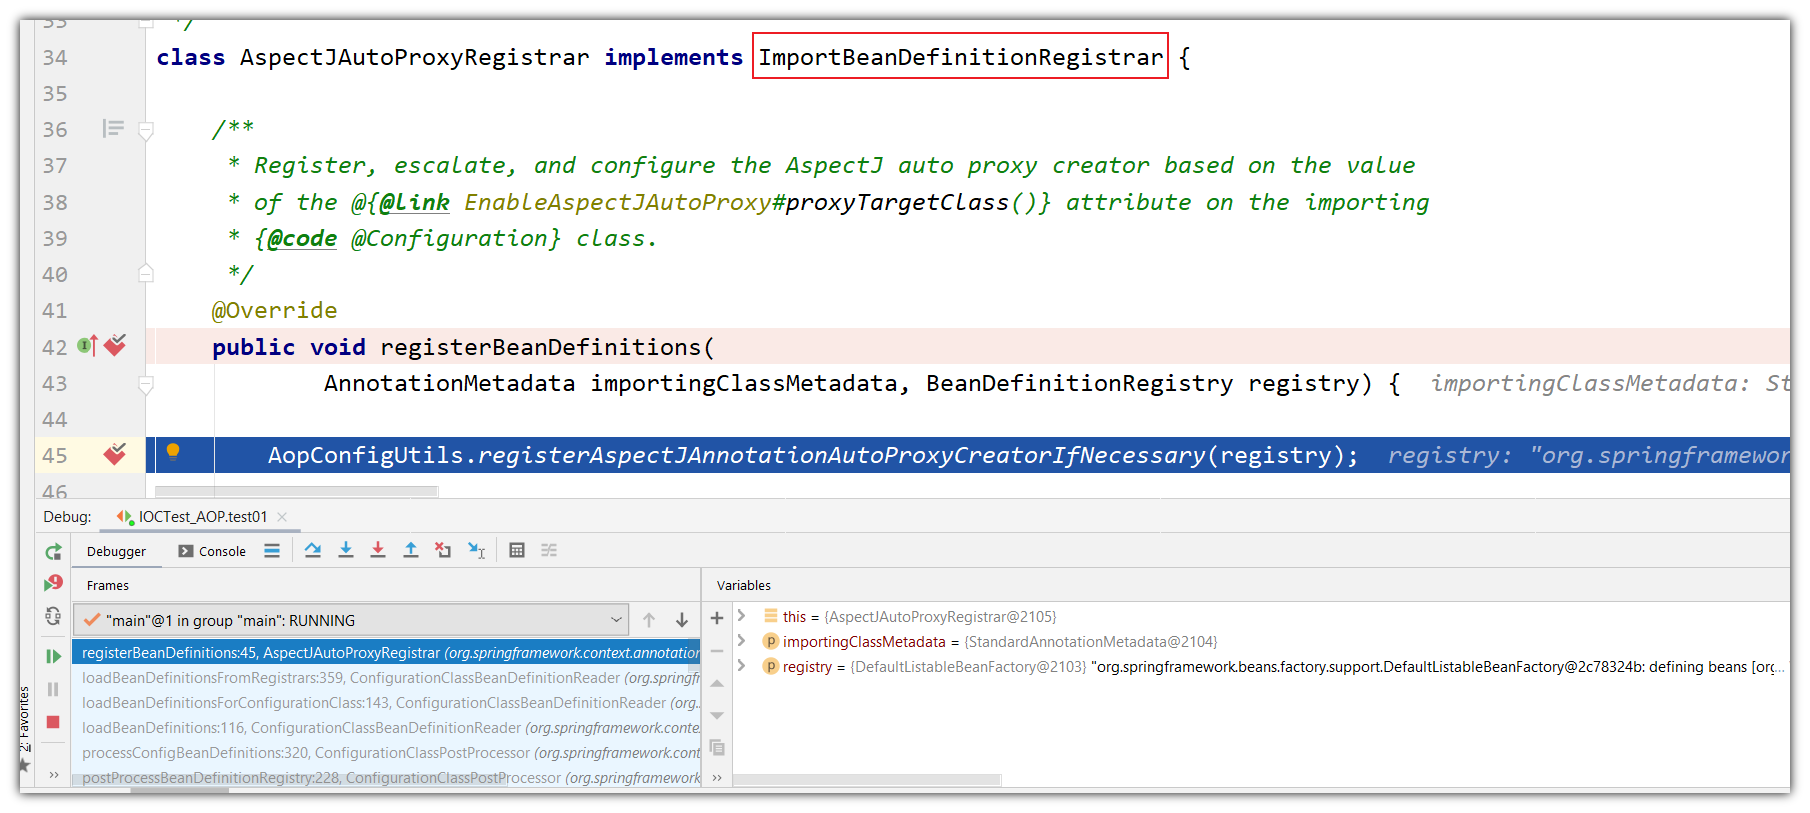 33 */
34 class AspectJAutoProxyRegistrar implements ImportBeanDefinitionRegistrar {
35
36 /**
37 * Register, escalate, and configure the AspectJ auto proxy creator based on the value
38 * of the @{@link EnableAspectJAutoProxy#proxyTargetClass()} attribute on the importing
39 * {@code @Configuration} class.
40 */
41 @Override
42 public void registerBeanDefinitions(
43 AnnotationMetadata importingClassMetadata, BeanDefinitionRegistry registry) { importingClassMetadata: St
44
45 AopConfigUtils.registerAspectJAnnotationAutoProxyCreatorIfNecessary(registry); registry: "org.springframewor
46
Debug: IOCTest_AOP.test01
Debugger Console
Frames
Variables
"main"@1 in group "main": RUNNING
registerBeanDefinitions:45, AspectJAutoProxyRegistrar (org.springframework.context.annotation
loadBeanDefinitionsFromRegistrars:359, ConfigurationClassBeanDefinitionReader (org.springf
loadBeanDefinitionsForConfigurationClass:143, ConfigurationClassBeanDefinitionReader (org.
loadBeanDefinitions:116, ConfigurationClassBeanDefinitionReader (org.springframework.conte
processConfigBeanDefinitions:320, ConfigurationClassPostProcessor (org.springframework.cont
postProcessBeanDefinitionRegistry:228, ConfigurationClassPostProcessor (org.springframework
this = {AspectJAutoProxyRegistrar@2105}
importingClassMetadata = {StandardAnnotationMetadata@2104}
registry = {DefaultListableBeanFactory@2103} "org.springframework.beans.factory.support.DefaultListableBeanFactory@2c78324b: defining beans [org...
2: Favorites